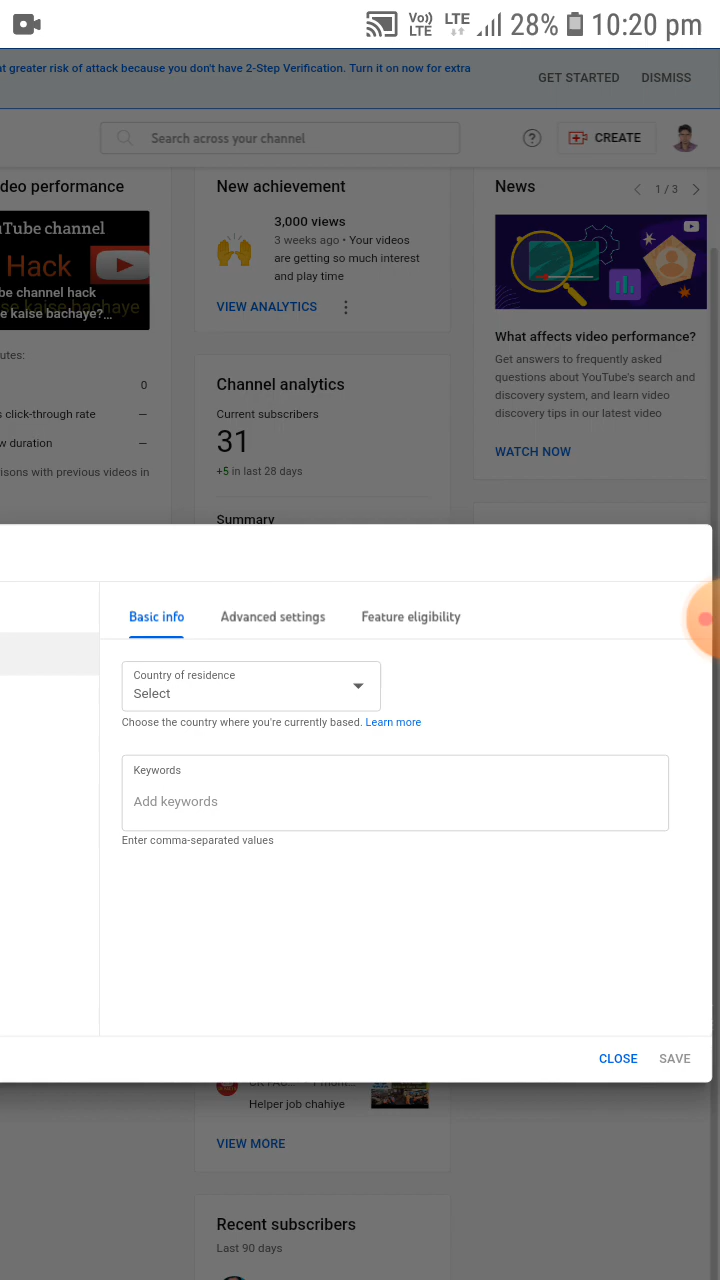 Vo))
LTE
LTE
28%
10:20 pm
at greater risk of attack because you don't have 2-Step Verification. Turn it on now for extra
GET STARTED
DISMISS
Search across your channel
?
CREATE
deo performance
uTube channel
Hack
be channel hack
e kaise bachaye?...
utes:
0
s click-through rate
—
w duration
—
isons with previous videos in
New achievement
3,000 views
3 weeks ago • Your videos
are getting so much interest
and play time
VIEW ANALYTICS
Channel analytics
Current subscribers
31
+5 in last 28 days
Summary
News
1 / 3
What affects video performance?
Get answers to frequently asked
questions about YouTube's search and
discovery system, and learn video
discovery tips in our latest video
WATCH NOW
Basic info
Advanced settings
Feature eligibility
Country of residence
Select
Choose the country where you're currently based. Learn more
Keywords
Add keywords
Enter comma-separated values
CLOSE
SAVE
Helper job chahiye
VIEW MORE
Recent subscribers
Last 90 days